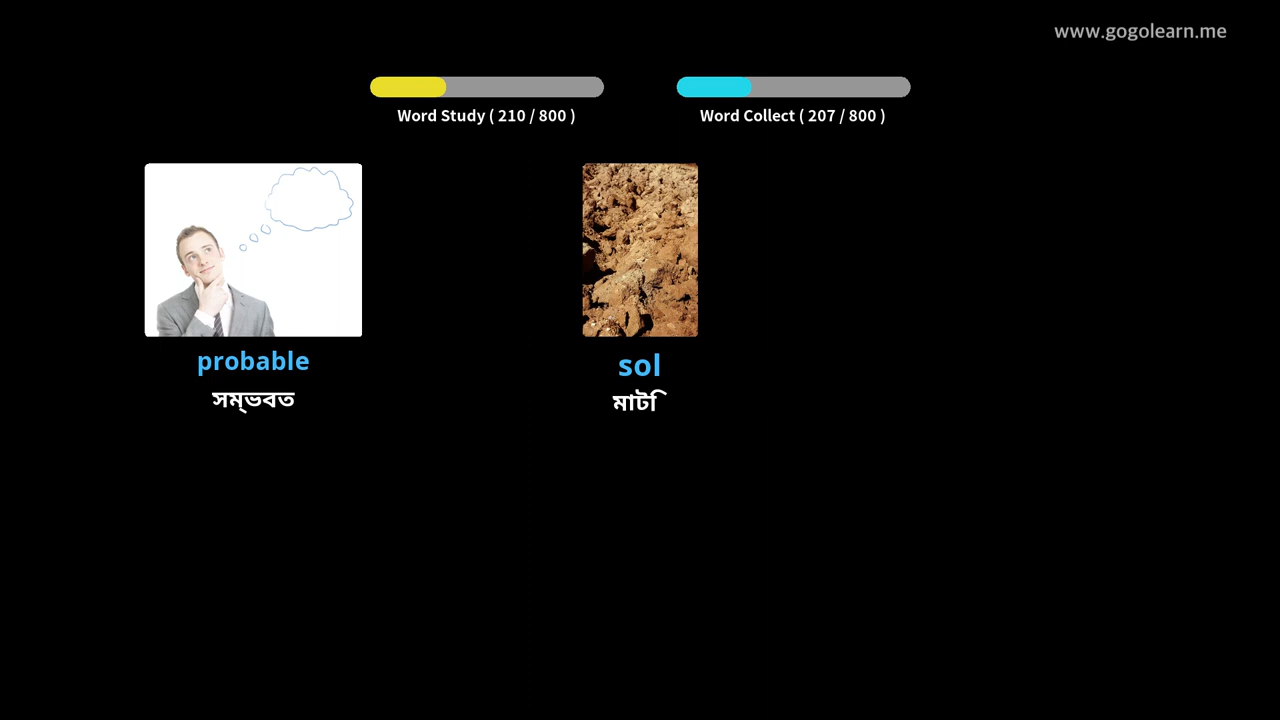 www.gogolearn.me
Word Study ( 210 / 800 )
Word Collect ( 207 / 800 )
probable
সম্ভবত
sol
মাটি